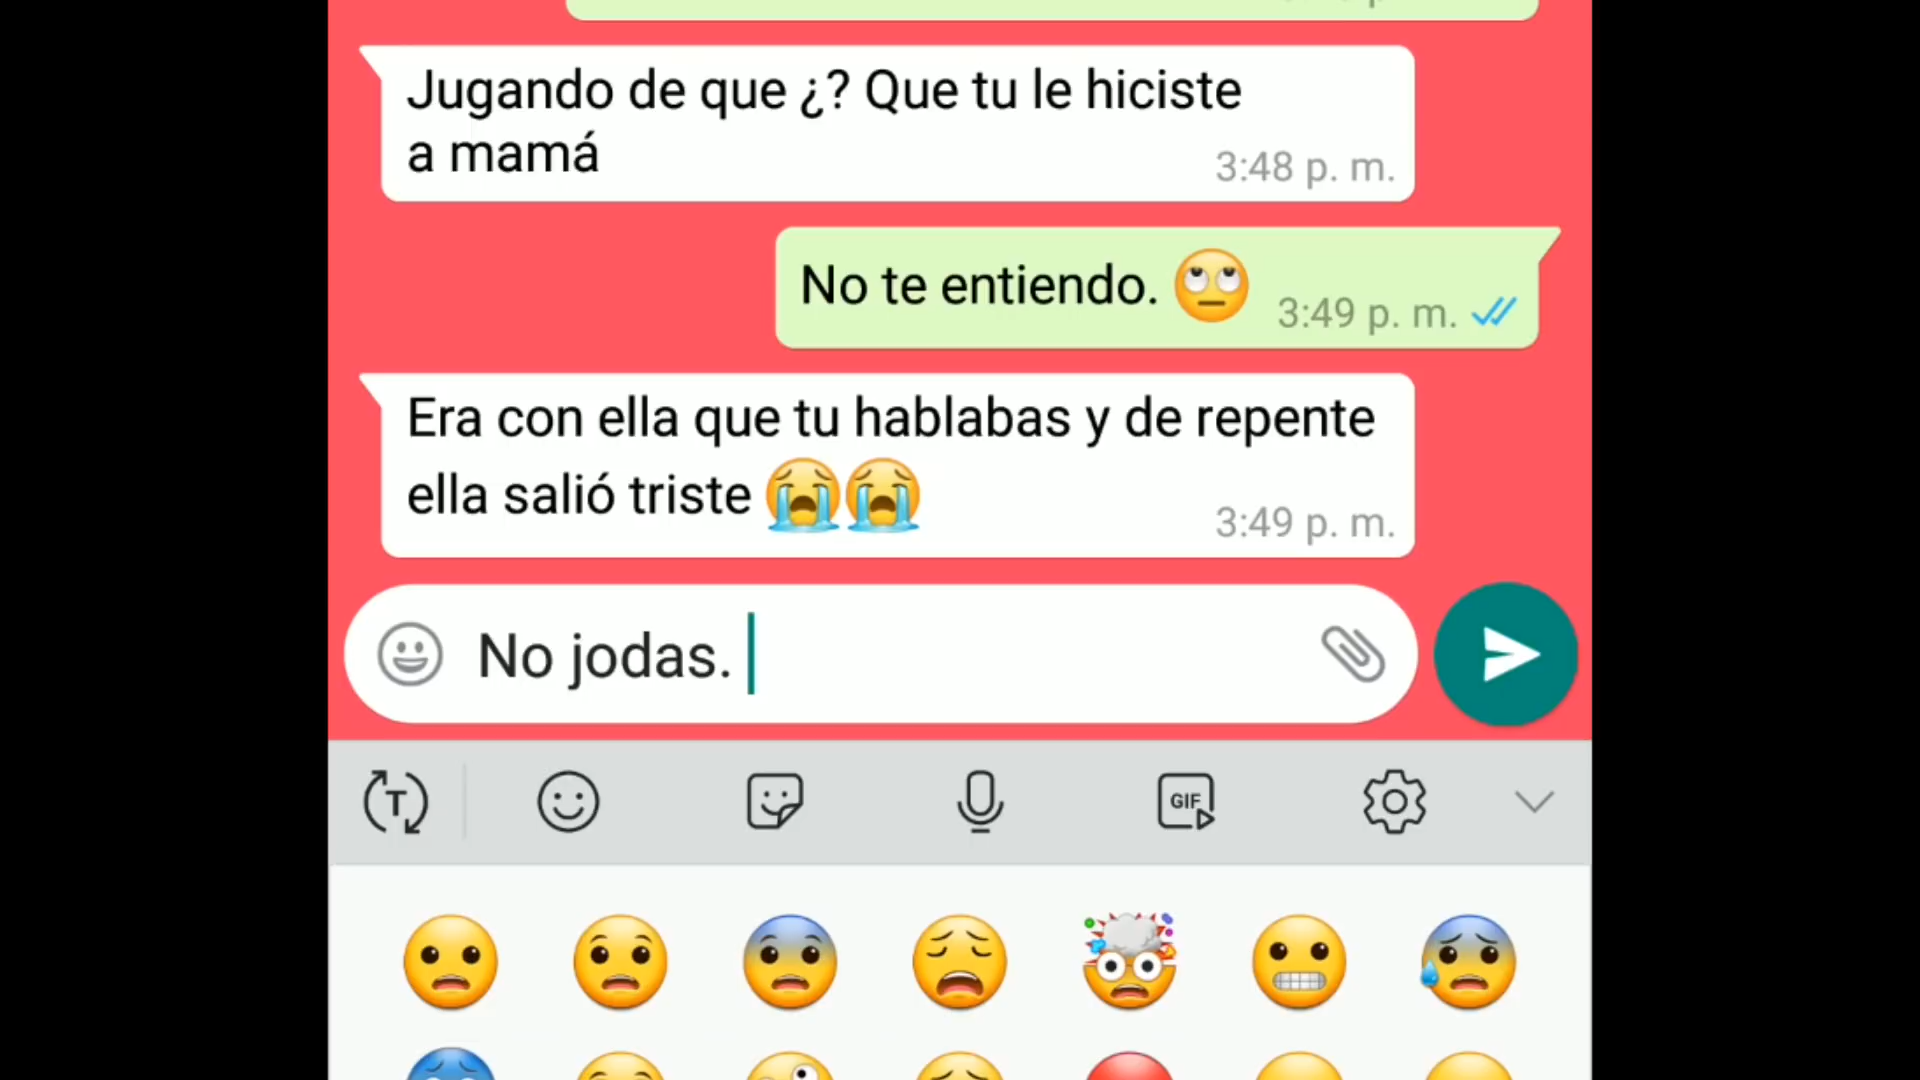 Jugando de que ¿? Que tu le hiciste
a mamá
3:48 p. m.
No te entiendo. 🙄
3:49 p. m.
Era con ella que tu hablabas y de repente
ella salió triste 😭😭
3:49 p. m.
No jodas.
T
GIF